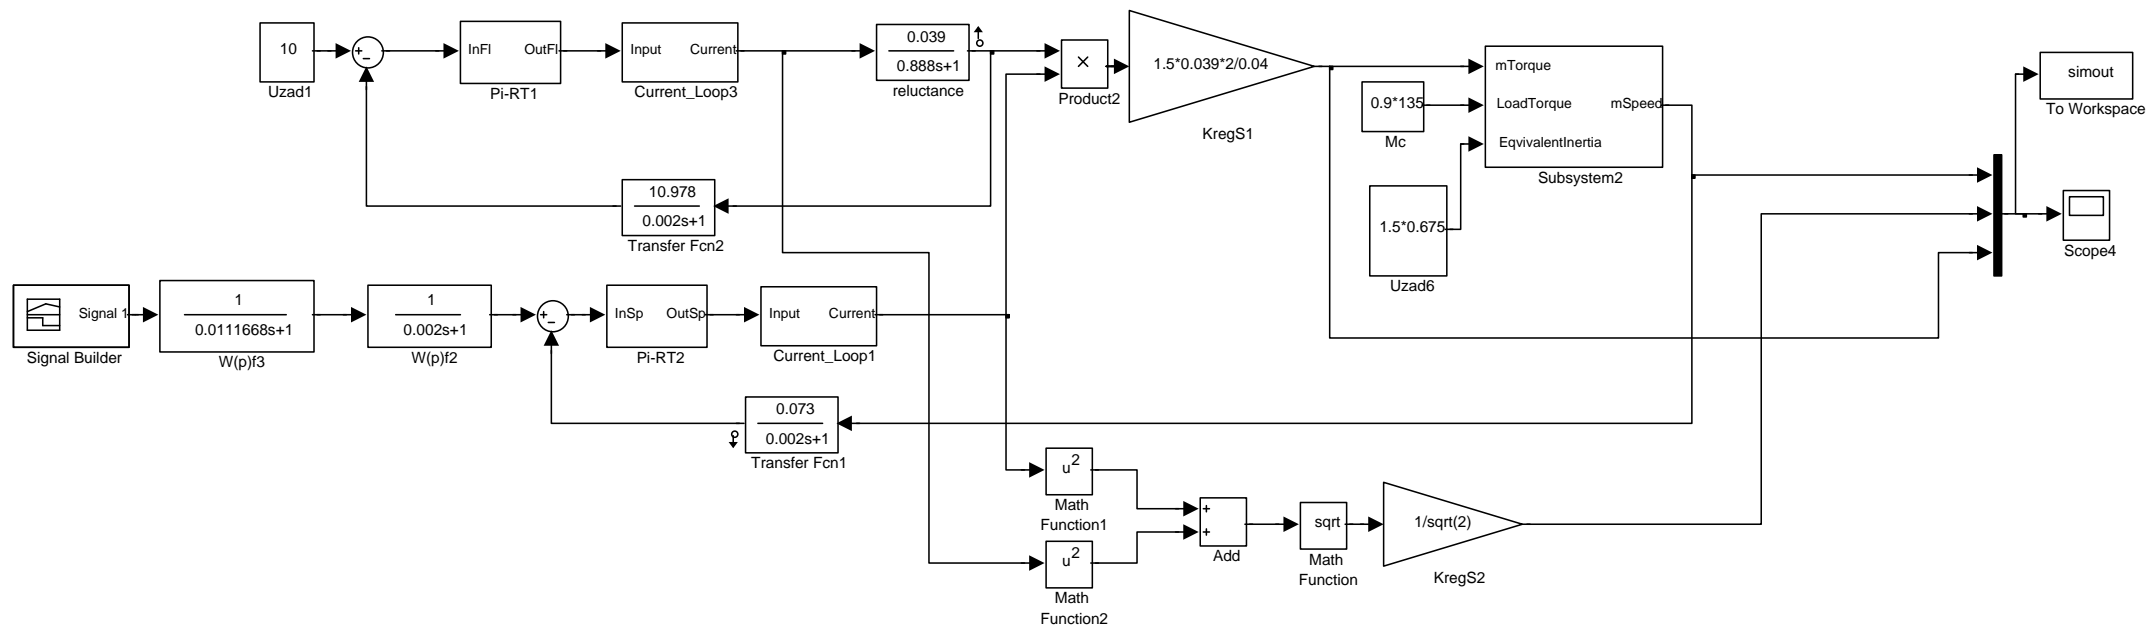 10
Uzad1
+
−
InFl OutFl
Pi-RT1
Input Current
Current_Loop3
0.039
0.888s+1
reluctance
×
Product2
1.5*0.039*2/0.04
KregS1
0.9*135
Mc
mTorque
LoadTorque mSpeed
EqvivalentInertia
Subsystem2
1.5*0.675
Uzad6
simout
To Workspace
Scope4
10.978
0.002s+1
Transfer Fcn2
Signal 1
Signal Builder
1
0.0111668s+1
W(p)f3
1
0.002s+1
W(p)f2
+
−
InSp OutSp
Pi-RT2
Input Current
Current_Loop1
0.073
0.002s+1
Transfer Fcn1
u2
Math
Function1
u2
Math
Function2
+
+
Add
sqrt
Math
Function
1/sqrt(2)
KregS2